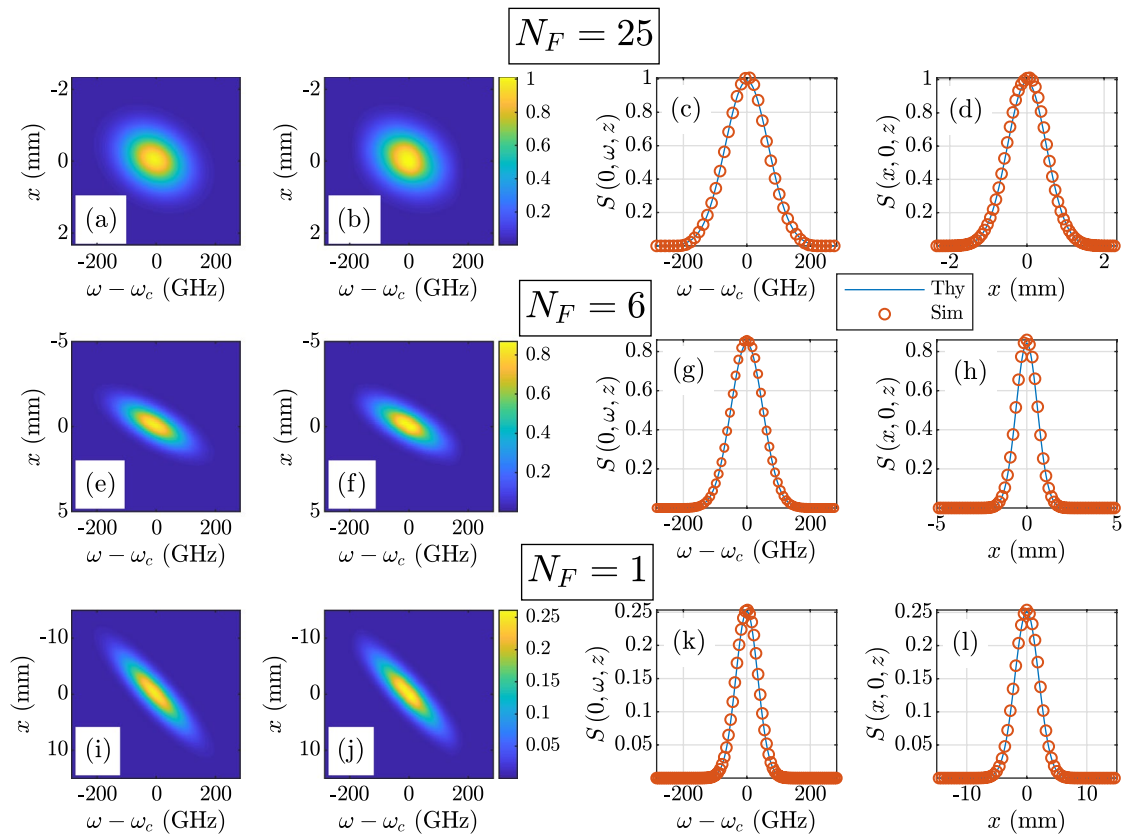 N_F = 25
-2
0
2
x (mm)
(a)
-200 0 200
ω − ω_c (GHz)
-2
0
2
x (mm)
(b)
-200 0 200
ω − ω_c (GHz)
1
0.8
0.6
0.4
0.2
1
0.8
0.6
0.4
0.2
S (0, ω, z)
(c)
-200 0 200
ω − ω_c (GHz)
1
0.8
0.6
0.4
0.2
S (x, 0, z)
(d)
-2 0 2
x (mm)
N_F = 6
Thy
Sim
-5
0
5
x (mm)
(e)
-200 0 200
ω − ω_c (GHz)
-5
0
5
x (mm)
(f)
-200 0 200
ω − ω_c (GHz)
0.8
0.6
0.4
0.2
0.8
0.6
0.4
0.2
S (0, ω, z)
(g)
-200 0 200
ω − ω_c (GHz)
0.8
0.6
0.4
0.2
S (x, 0, z)
(h)
-5 0 5
x (mm)
N_F = 1
-10
0
10
x (mm)
(i)
-200 0 200
ω − ω_c (GHz)
-10
0
10
x (mm)
(j)
-200 0 200
ω − ω_c (GHz)
0.25
0.2
0.15
0.1
0.05
0.25
0.2
0.15
0.1
0.05
S (0, ω, z)
(k)
-200 0 200
ω − ω_c (GHz)
0.25
0.2
0.15
0.1
0.05
S (x, 0, z)
(l)
-10 0 10
x (mm)